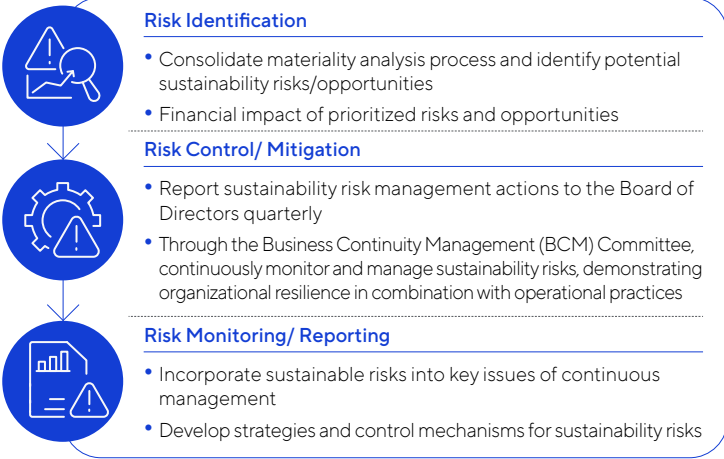 Risk Identification
• Consolidate materiality analysis process and identify potential
sustainability risks/opportunities
• Financial impact of prioritized risks and opportunities
Risk Control/ Mitigation
• Report sustainability risk management actions to the Board of
Directors quarterly
• Through the Business Continuity Management (BCM) Committee,
continuously monitor and manage sustainability risks, demonstrating
organizational resilience in combination with operational practices
Risk Monitoring/ Reporting
• Incorporate sustainable risks into key issues of continuous
management
• Develop strategies and control mechanisms for sustainability risks